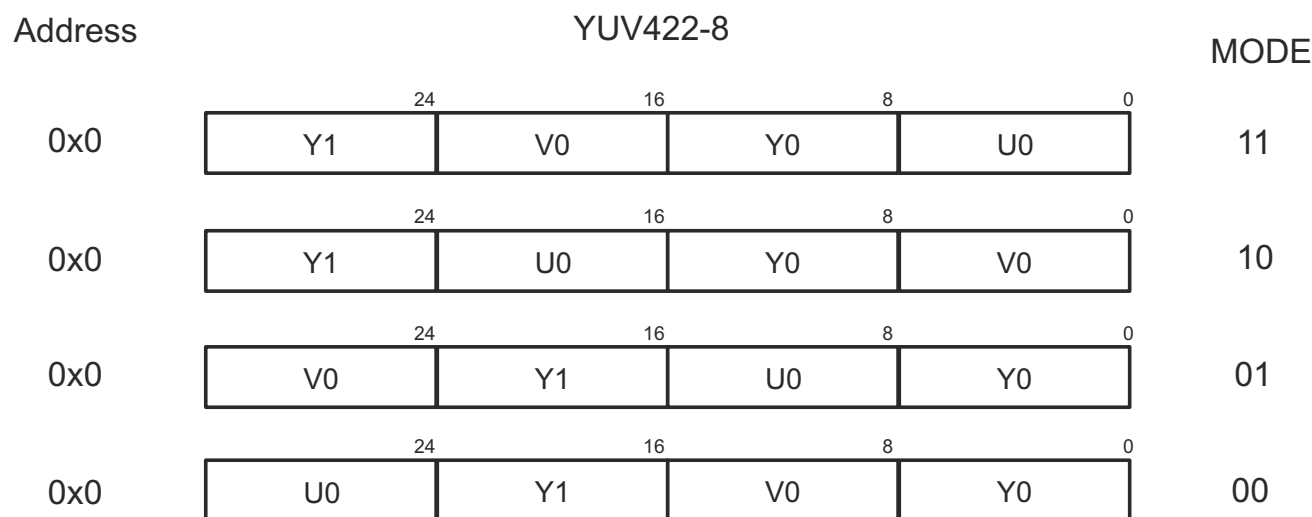 Address YUV422-8 MODE
24 16 8 0
0x0 Y1 V0 Y0 U0 11
24 16 8 0
0x0 Y1 U0 Y0 V0 10
24 16 8 0
0x0 V0 Y1 U0 Y0 01
24 16 8 0
0x0 U0 Y1 V0 Y0 00